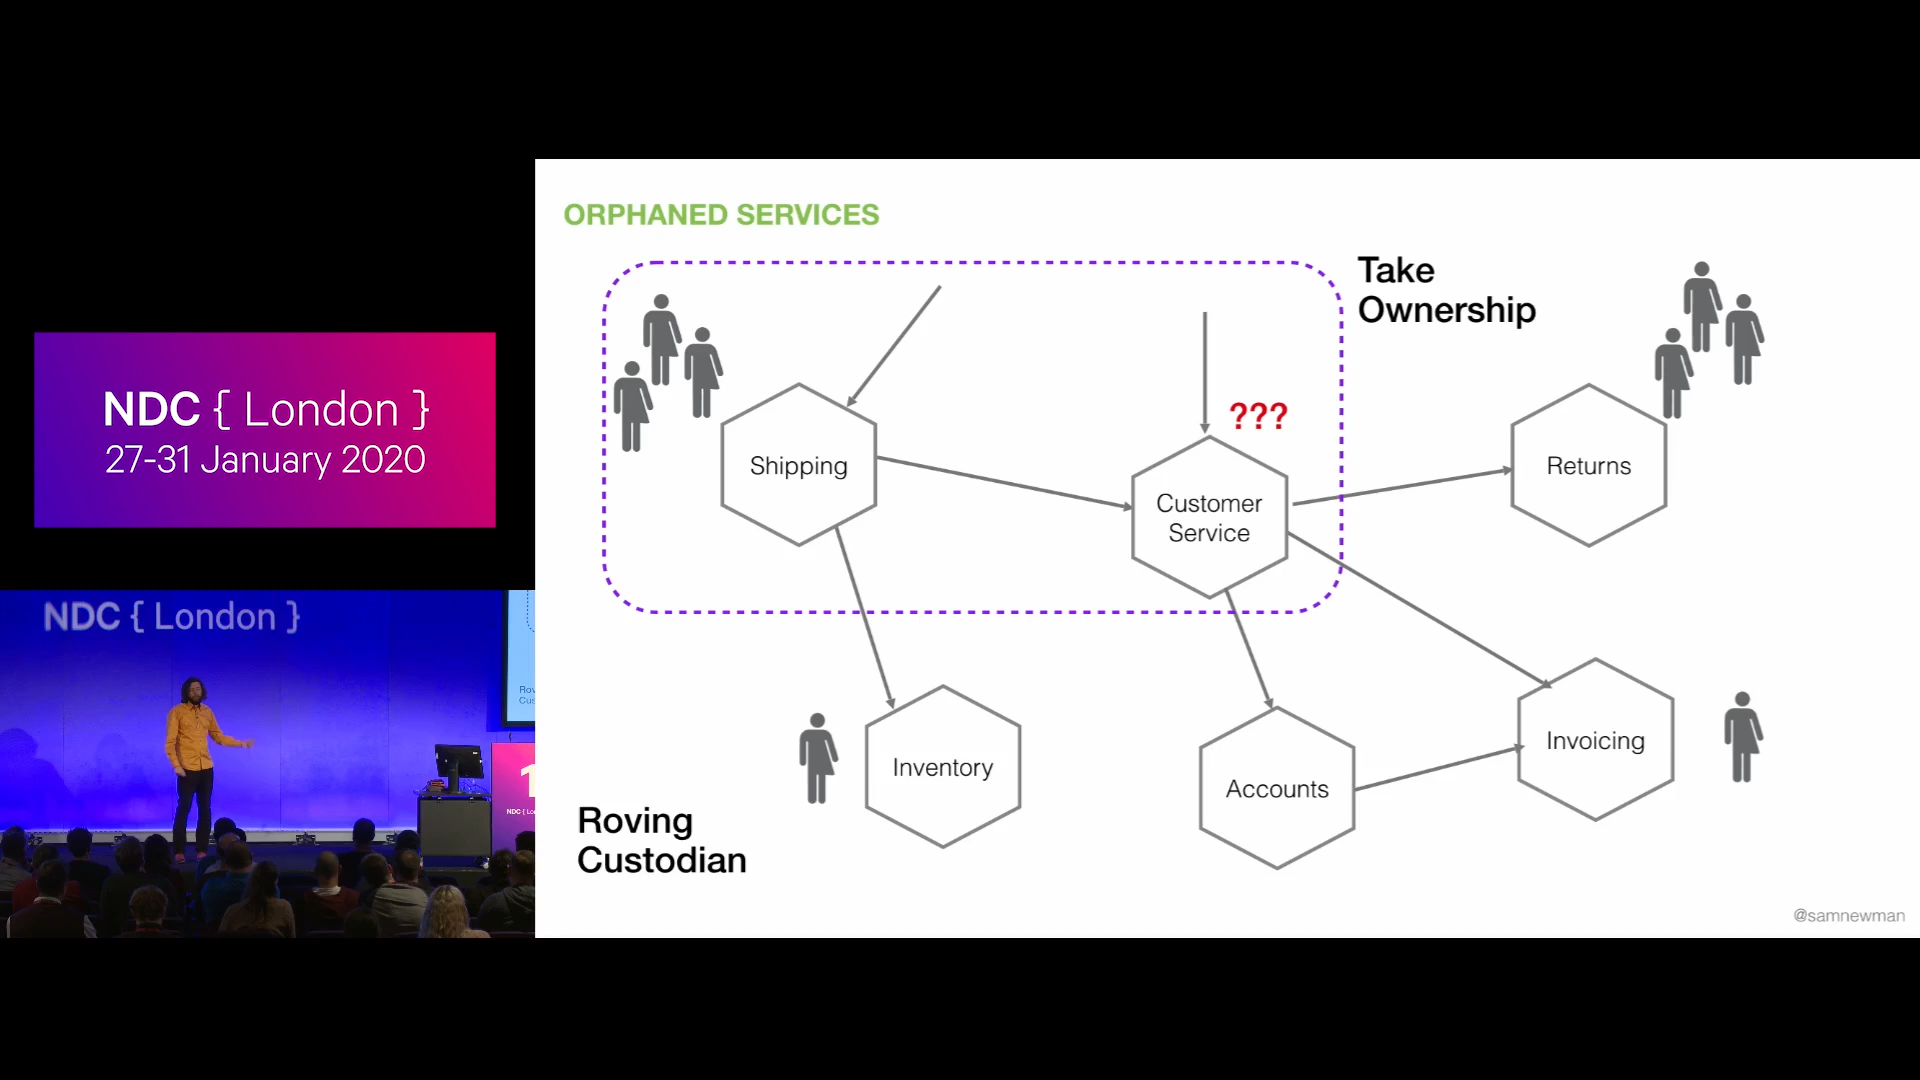 NDC { London }
27-31 January 2020
NDC { London }
ORPHANED SERVICES
Take
Ownership
???
Shipping
Customer
Service
Returns
Inventory
Accounts
Invoicing
Roving
Custodian
@samnewman